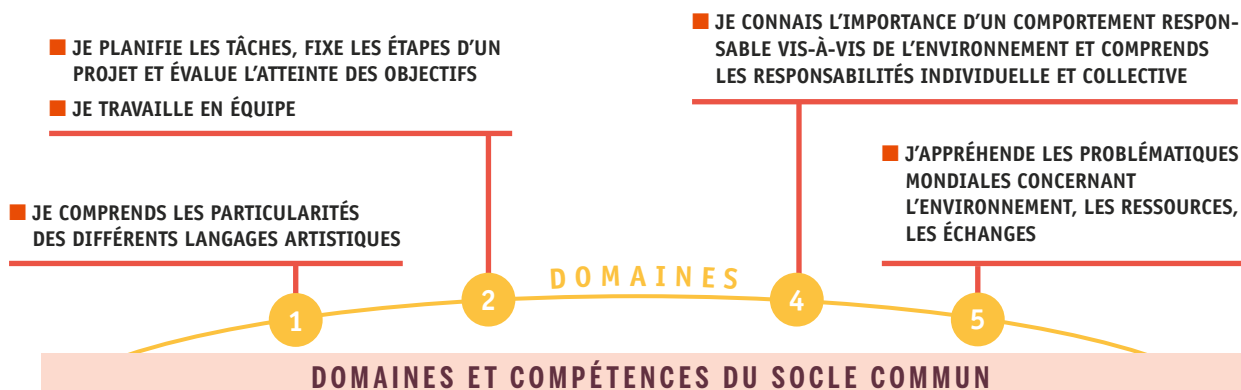 JE PLANIFIE LES TÂCHES, FIXE LES ÉTAPES D'UN
PROJET ET ÉVALUE L'ATTEINTE DES OBJECTIFS
JE TRAVAILLE EN ÉQUIPE
JE CONNAIS L'IMPORTANCE D'UN COMPORTEMENT RESPON-
SABLE VIS-À-VIS DE L'ENVIRONNEMENT ET COMPRENDS
LES RESPONSABILITÉS INDIVIDUELLE ET COLLECTIVE
JE COMPRENDS LES PARTICULARITÉS
DES DIFFÉRENTS LANGAGES ARTISTIQUES
J'APPRÉHENDE LES PROBLÉMATIQUES
MONDIALES CONCERNANT
L'ENVIRONNEMENT, LES RESSOURCES,
LES ÉCHANGES
DOMAINES
1
2
4
5
DOMAINES ET COMPÉTENCES DU SOCLE COMMUN